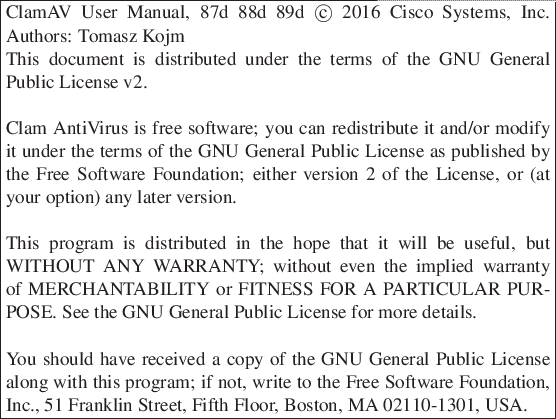 ClamAV User Manual, 87d 88d 89d © 2016 Cisco Systems, Inc.
Authors: Tomasz Kojm
This document is distributed under the terms of the GNU General
Public License v2.
Clam AntiVirus is free software; you can redistribute it and/or modify
it under the terms of the GNU General Public License as published by
the Free Software Foundation; either version 2 of the License, or (at
your option) any later version.
This program is distributed in the hope that it will be useful, but
WITHOUT ANY WARRANTY; without even the implied warranty
of MERCHANTABILITY or FITNESS FOR A PARTICULAR PUR-
POSE. See the GNU General Public License for more details.
You should have received a copy of the GNU General Public License
along with this program; if not, write to the Free Software Foundation,
Inc., 51 Franklin Street, Fifth Floor, Boston, MA 02110-1301, USA.